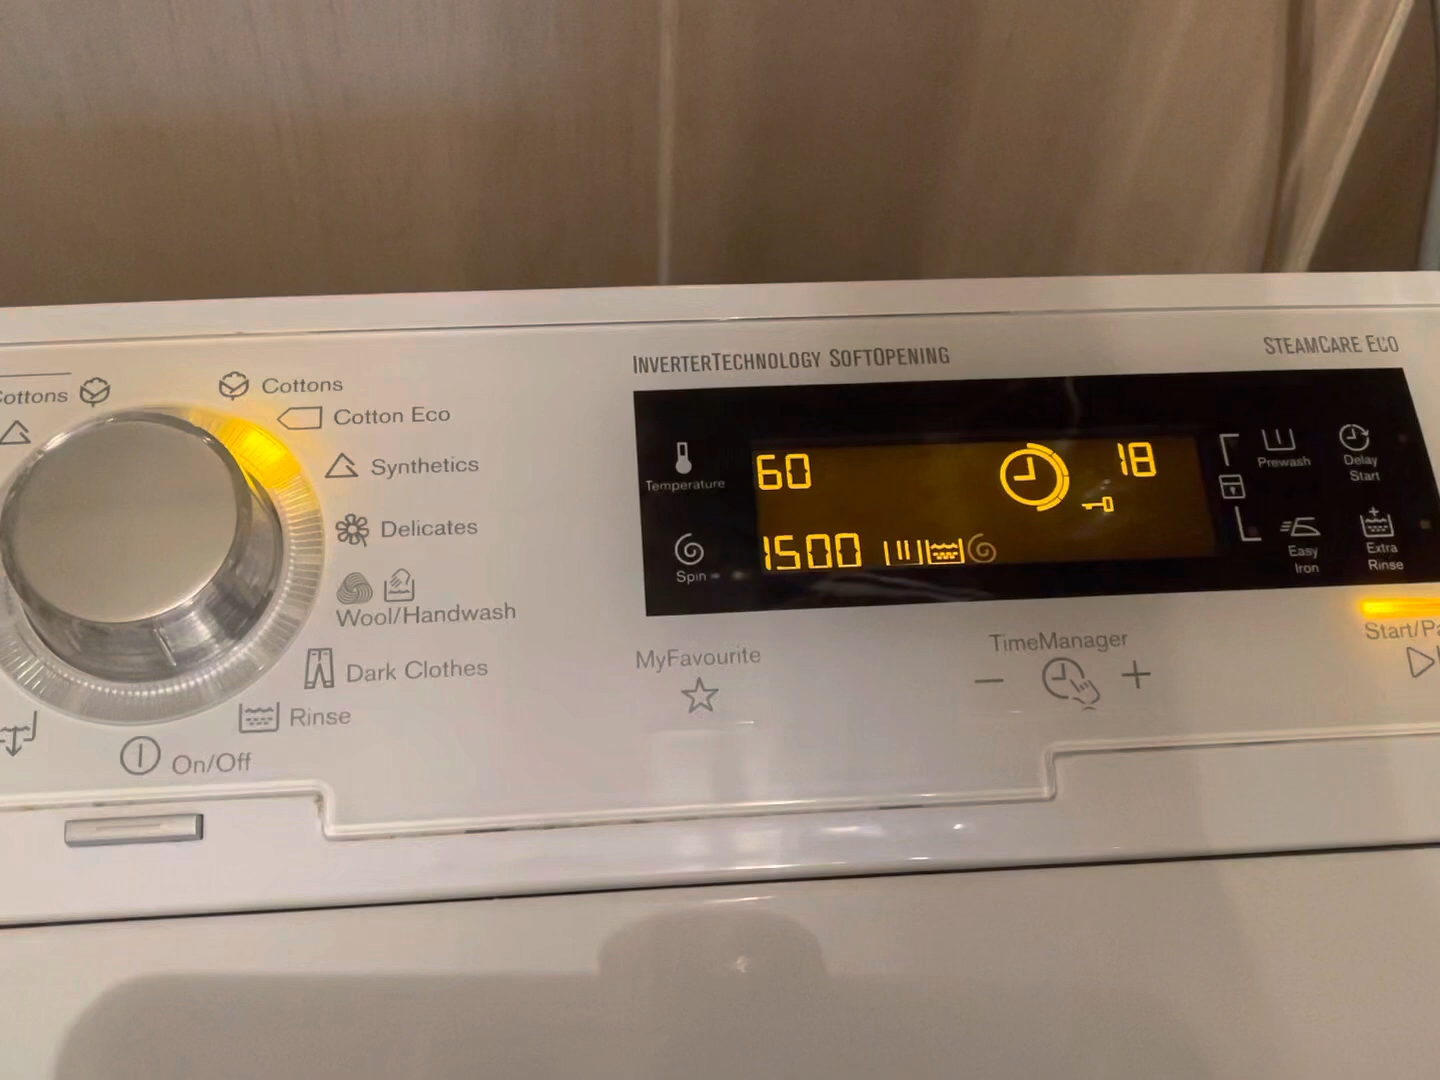 INVERTERTECHNOLOGY SOFTOPENING
STEAMCARE ECO
Cottons
Cottons
Cotton Eco
Synthetics
Delicates
Wool/Handwash
Dark Clothes
Rinse
On/Off
Temperature
60
18
Prewash
Delay
Start
Spin
1500
Easy
Iron
Extra
Rinse
MyFavourite
TimeManager
− +
Start/Pa